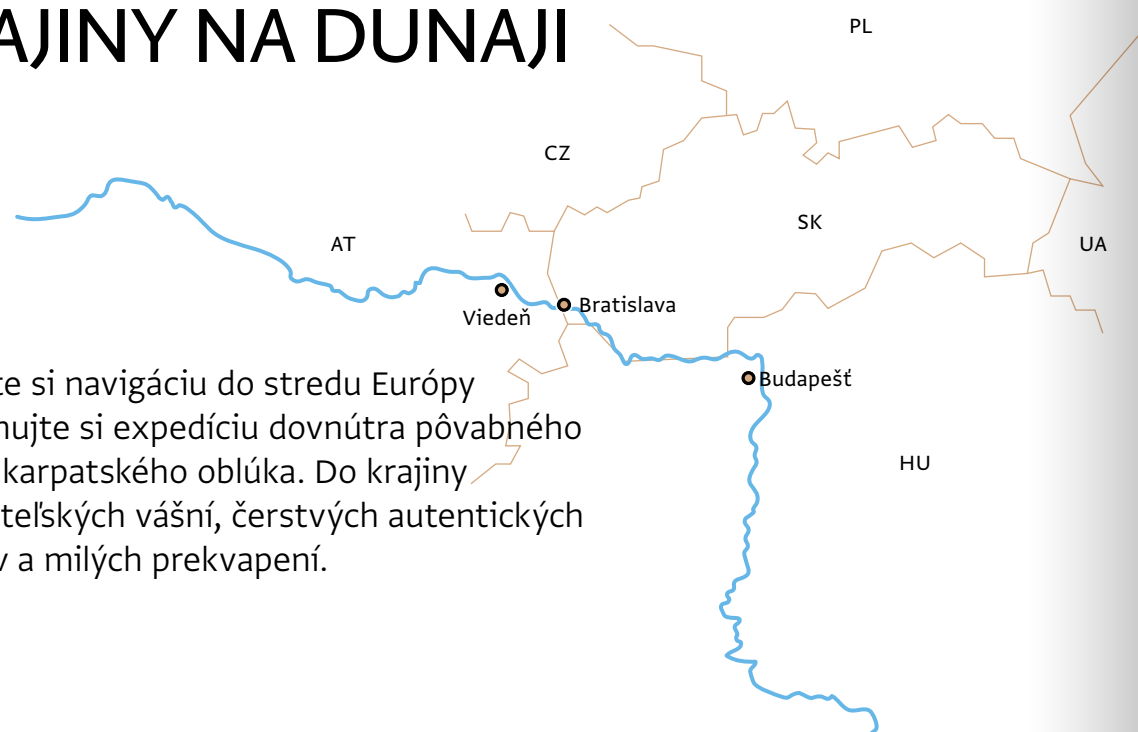 AJINY NA DUNAJI
PL
CZ
SK
AT
UA
Viedeň
Bratislava
Budapešť
HU
te si navigáciu do stredu Európy
nujte si expedíciu dovnútra pôvabného
karpatského oblúka. Do krajiny
teľských vášní, čerstvých autentických
v a milých prekvapení.